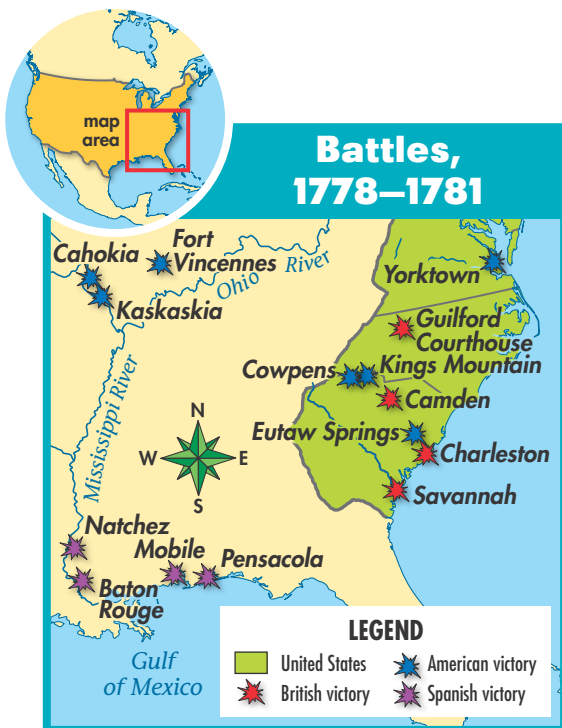 map
area
Battles,
1778–1781
Cahokia
Fort
Vincennes
Kaskaskia
Ohio River
Yorktown
Guilford
Courthouse
Cowpens
Kings Mountain
Camden
Eutaw Springs
Charleston
Savannah
Mississippi River
N
W
E
S
Natchez
Mobile
Pensacola
Baton
Rouge
Gulf
of Mexico
LEGEND
United States
American victory
British victory
Spanish victory